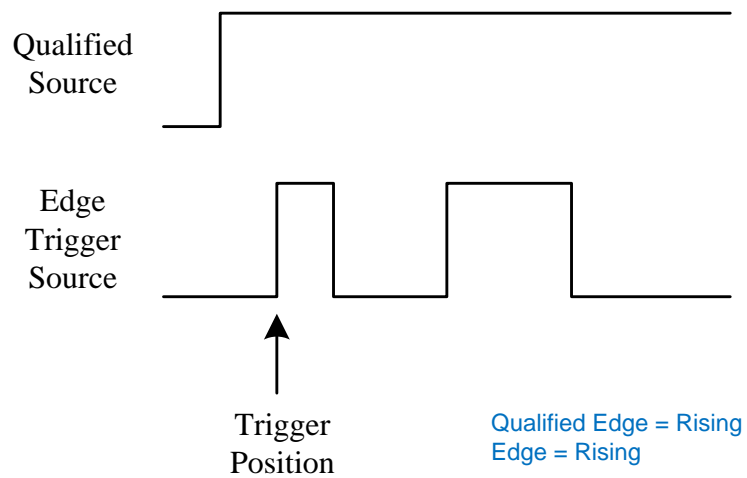 Qualified
Source
Edge
Trigger
Source
Trigger
Position
Qualified Edge = Rising
Edge = Rising